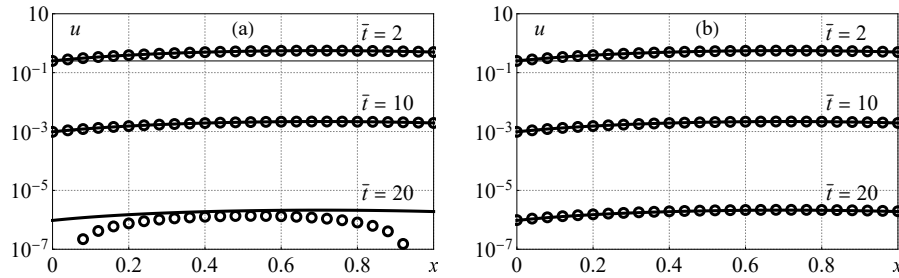 10 u (a) t̄ = 2
10⁻¹
t̄ = 10
10⁻³
10⁻⁵ t̄ = 20
10⁻⁷
0 0.2 0.4 0.6 0.8 x
10 u (b) t̄ = 2
10⁻¹
t̄ = 10
10⁻³
10⁻⁵ t̄ = 20
10⁻⁷
0 0.2 0.4 0.6 0.8 x